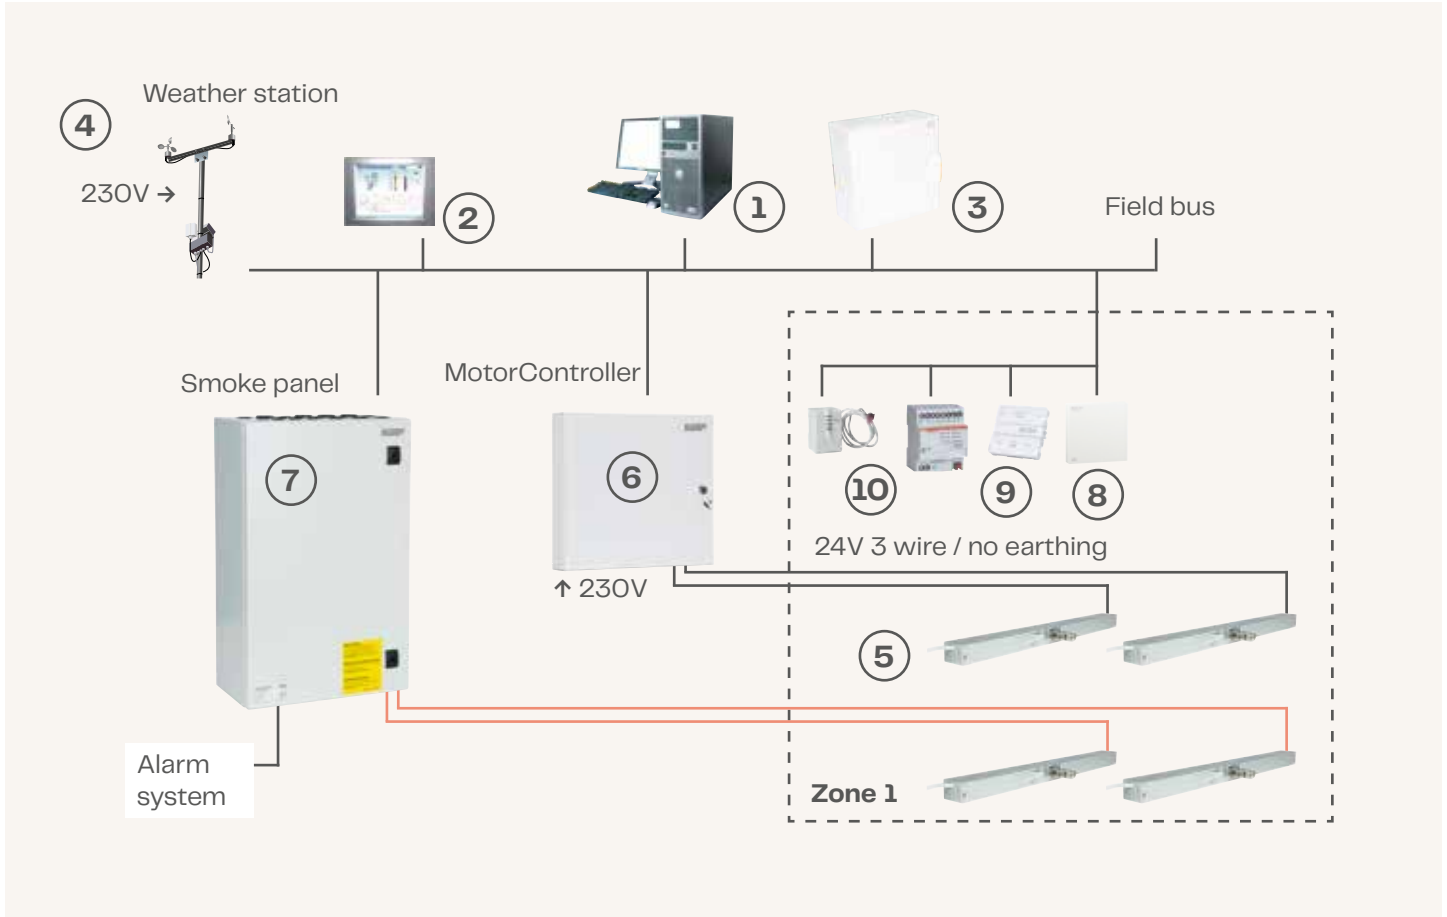 Weather station
4
230V →
2
1
3
Field bus
Smoke panel
MotorController
7
6
10
9
8
24V 3 wire / no earthing
↑ 230V
5
Alarm
system
Zone 1